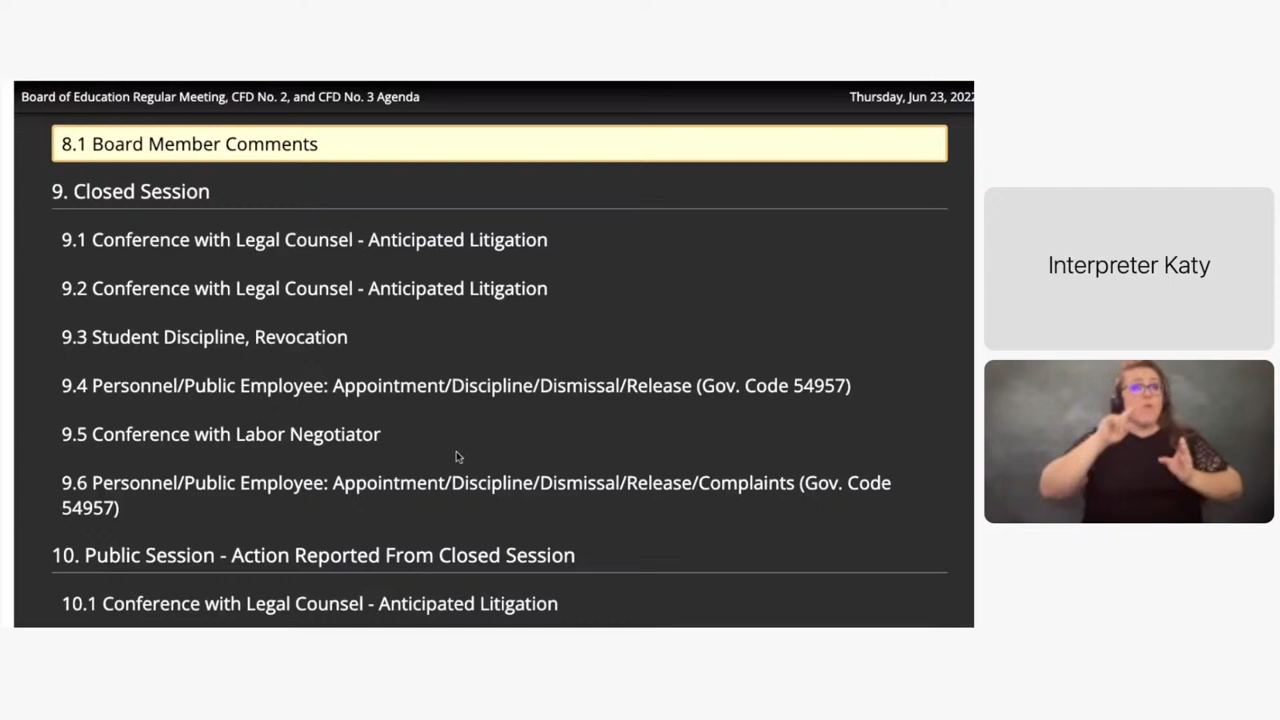 Board of Education Regular Meeting, CFD No. 2, and CFD No. 3 Agenda
Thursday, Jun 23, 2022
8.1 Board Member Comments
9. Closed Session
9.1 Conference with Legal Counsel - Anticipated Litigation
9.2 Conference with Legal Counsel - Anticipated Litigation
9.3 Student Discipline, Revocation
9.4 Personnel/Public Employee: Appointment/Discipline/Dismissal/Release (Gov. Code 54957)
9.5 Conference with Labor Negotiator
9.6 Personnel/Public Employee: Appointment/Discipline/Dismissal/Release/Complaints (Gov. Code
54957)
10. Public Session - Action Reported From Closed Session
10.1 Conference with Legal Counsel - Anticipated Litigation
Interpreter Katy